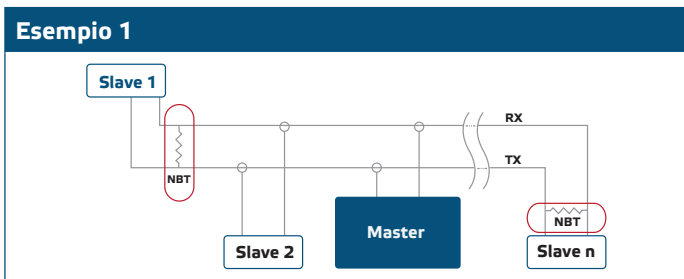 Esempio 1
Slave 1
RX
TX
NBT
Master
NBT
Slave 2
Slave n